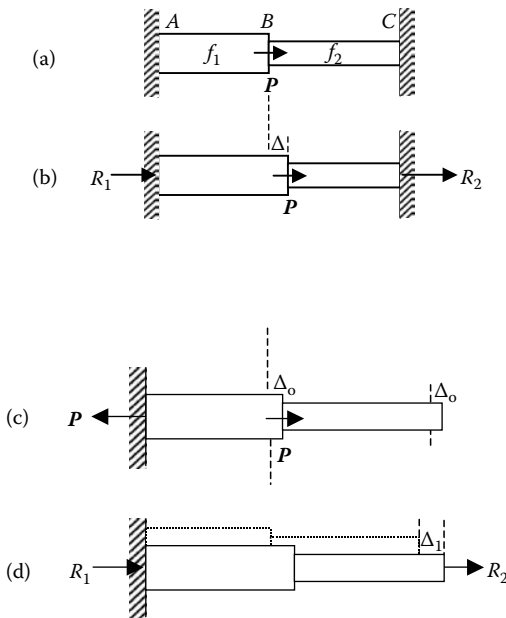 A B C
(a) f₁ f₂
P
Δ
(b) R₁ R₂
P
Δₒ Δₒ
(c) P
P
Δ₁
(d) R₁ R₂